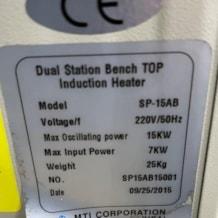 CE
Dual Station Bench TOP
Induction Heater
Model SP-15AB
Voltage/f 220V/50Hz
Max Oscillating power 15KW
Max Input Power 7KW
Weight 25Kg
NO. SP15AB15001
Date 09/25/2015
MTI CORPORATION